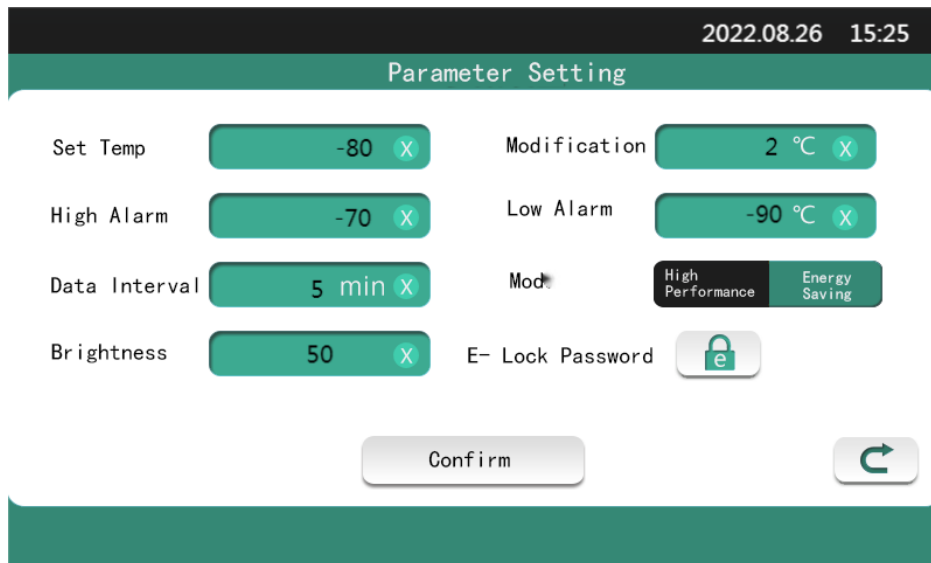 2022.08.26 15:25
Parameter Setting
Set Temp -80 X
Modification 2 ℃ X
High Alarm -70 X
Low Alarm -90 ℃ X
Data Interval 5 min X
Mod
High
Performance
Energy
Saving
Brightness 50 X
E- Lock Password e
Confirm